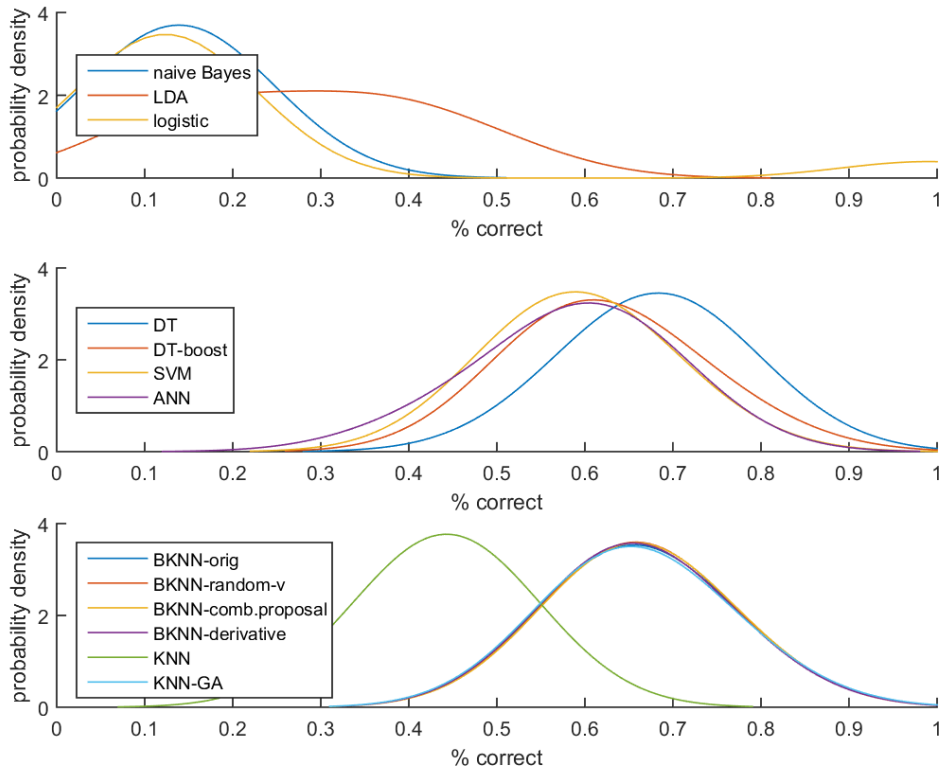 4
2
0
probability density
naive Bayes
LDA
logistic
0 0.1 0.2 0.3 0.4 0.5 0.6 0.7 0.8 0.9 1
% correct
4
2
0
probability density
DT
DT-boost
SVM
ANN
0 0.1 0.2 0.3 0.4 0.5 0.6 0.7 0.8 0.9 1
% correct
4
2
0
probability density
BKNN-orig
BKNN-random-v
BKNN-comb.proposal
BKNN-derivative
KNN
KNN-GA
0 0.1 0.2 0.3 0.4 0.5 0.6 0.7 0.8 0.9 1
% correct